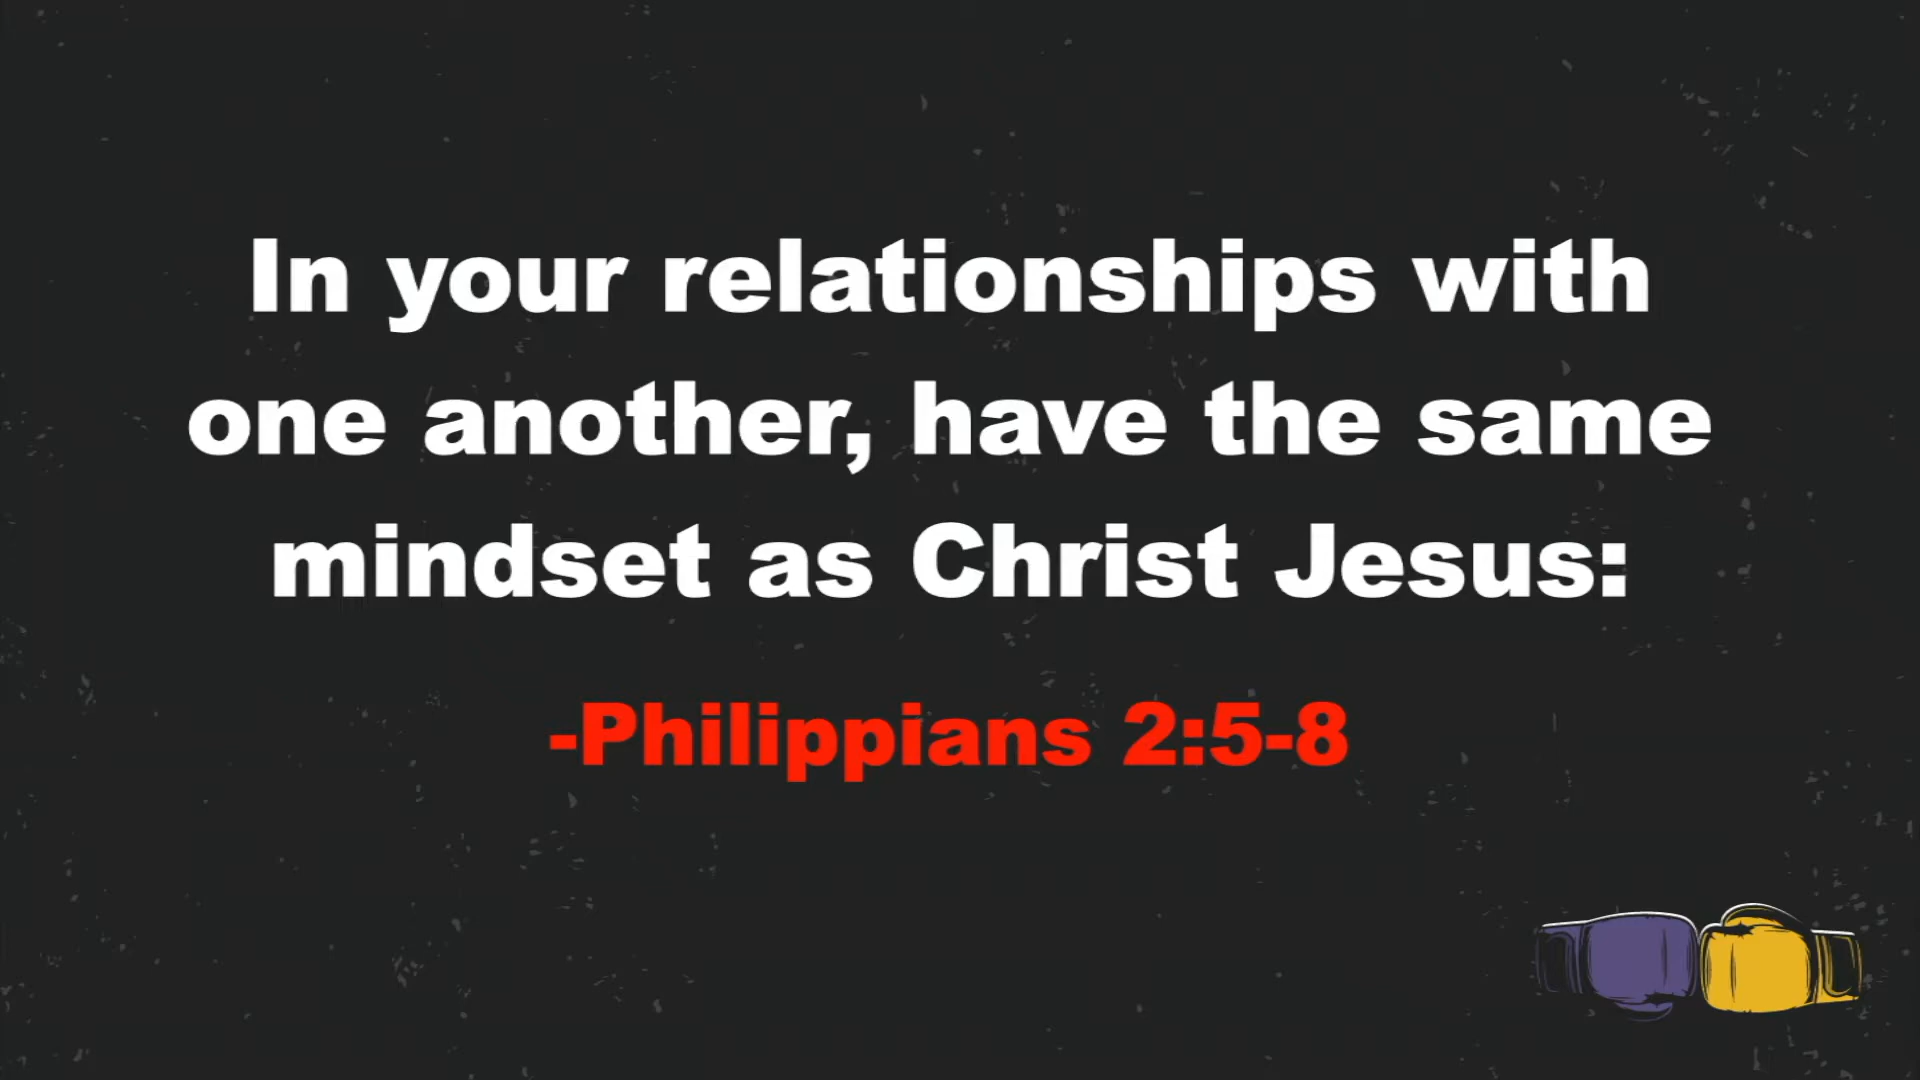 In your relationships with
one another, have the same
mindset as Christ Jesus:
-Philippians 2:5-8